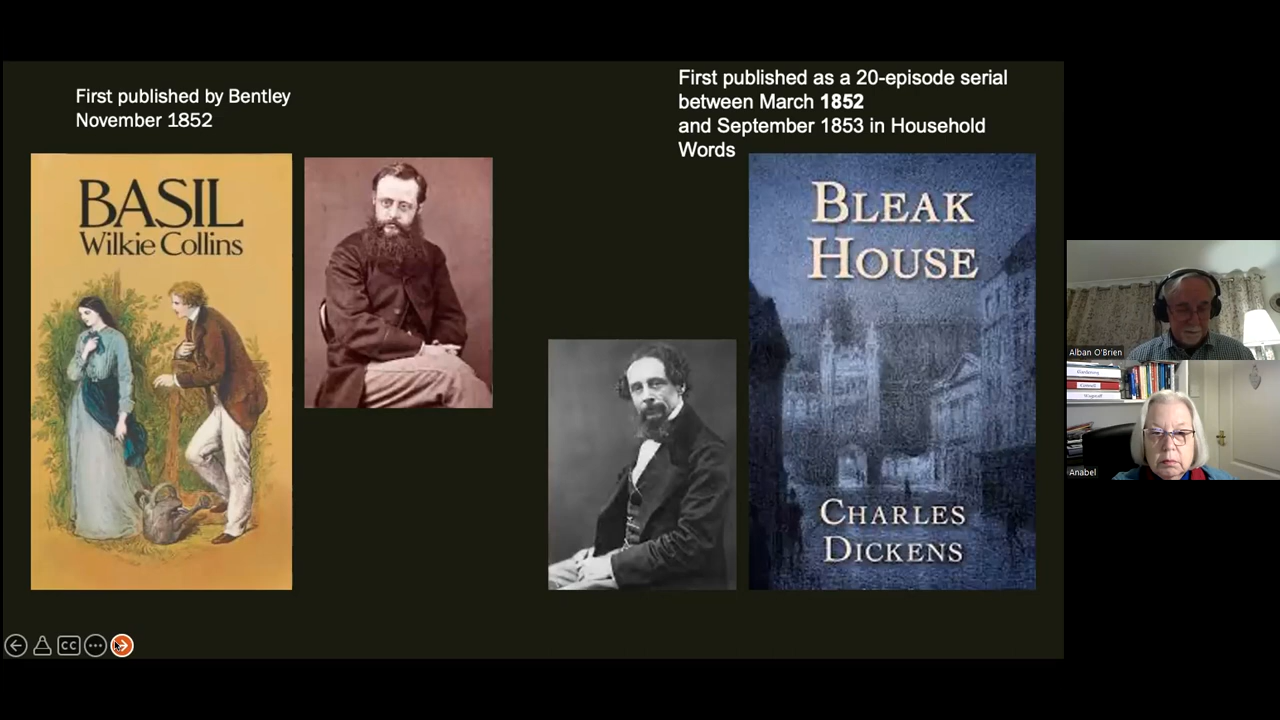 First published by Bentley
November 1852
First published as a 20-episode serial
between March 1852
and September 1853 in Household
Words
BASIL
Wilkie Collins
BLEAK
HOUSE
CHARLES
DICKENS
Alban O'Brien
Anabel
CC